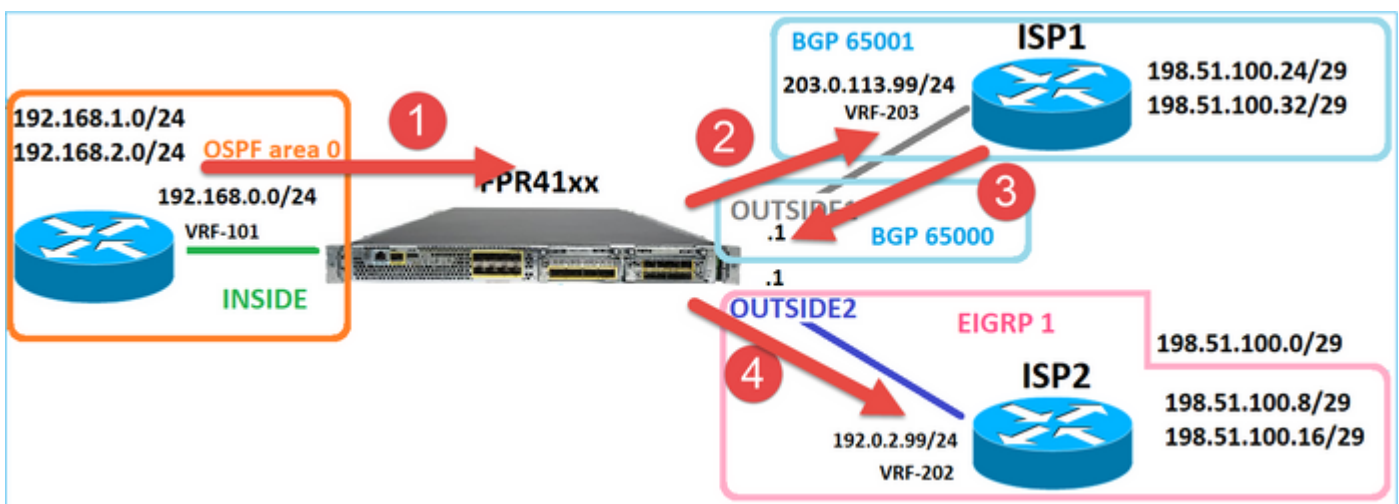 BGP 65001
ISP1
203.0.113.99/24
VRF-203
198.51.100.24/29
198.51.100.32/29
192.168.1.0/24
192.168.2.0/24
OSPF area 0
1
2
3
192.168.0.0/24
VRF-101
FPR41xx
INSIDE
OUTSIDE1
.1
BGP 65000
.1
OUTSIDE2
EIGRP 1
4
198.51.100.0/29
ISP2
198.51.100.8/29
198.51.100.16/29
192.0.2.99/24
VRF-202